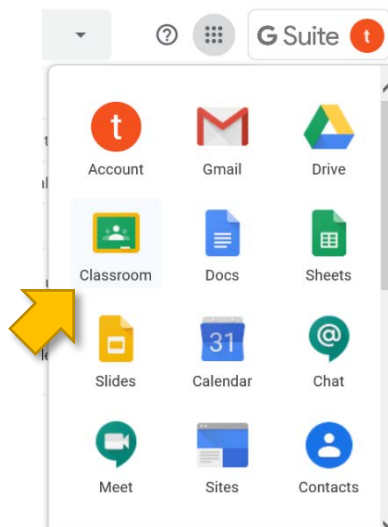 G Suite t
t
Account Gmail Drive
Classroom Docs Sheets
31
Slides Calendar Chat
Meet Sites Contacts